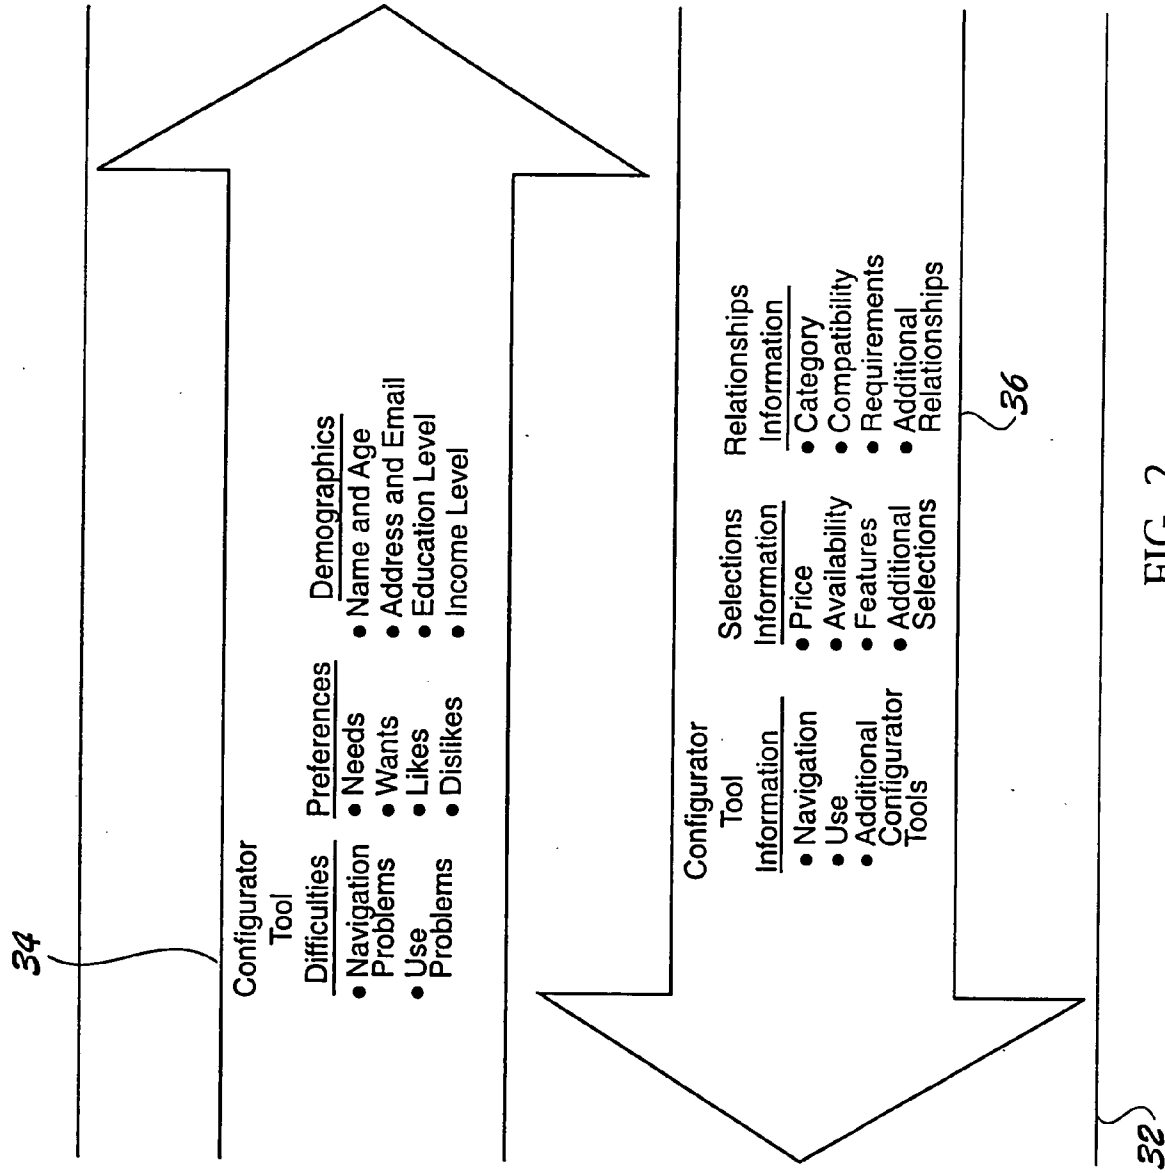 34
Configurator
Tool
Difficulties
• Navigation
Problems
• Use
Problems
Preferences
• Needs
• Wants
• Likes
• Dislikes
Demographics
• Name and Age
• Address and Email
• Education Level
• Income Level
Configurator
Tool
Information
• Navigation
• Use
• Additional
Configurator
Tools
Selections
Information
• Price
• Availability
• Features
• Additional
Selections
Relationships
Information
• Category
• Compatibility
• Requirements
• Additional
Relationships
36
32
FIG. 2